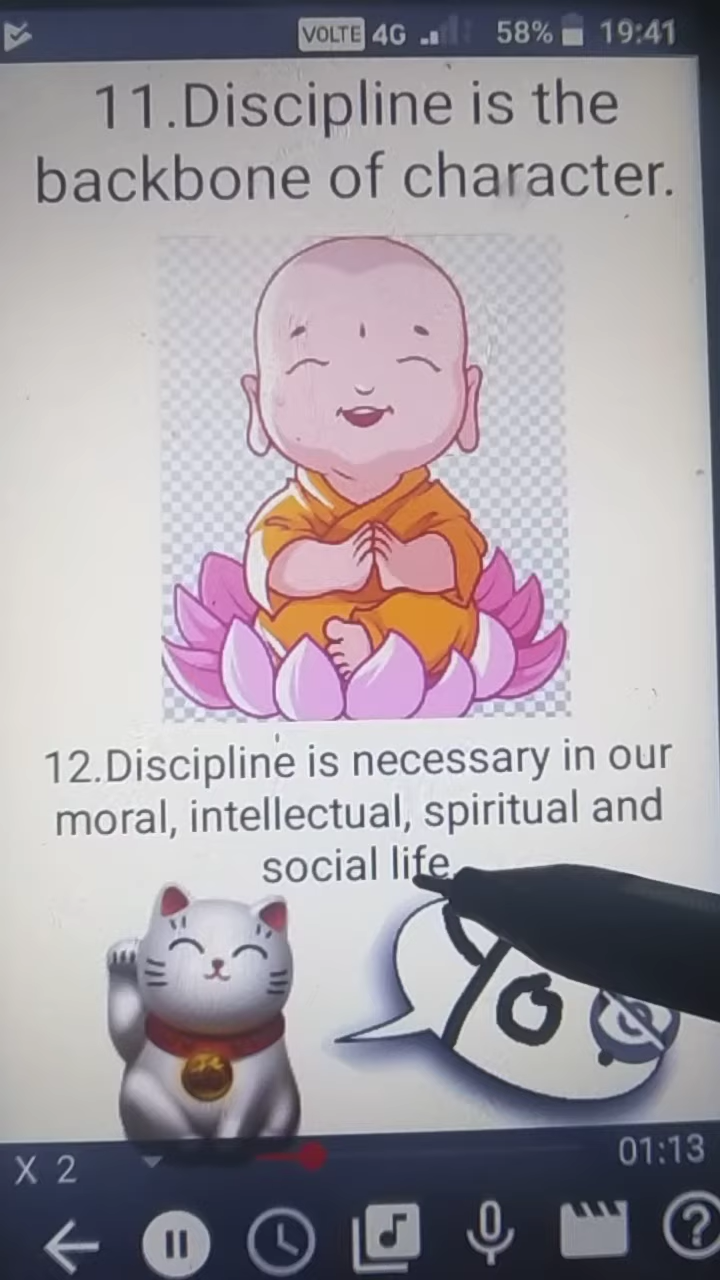 VOLTE 4G 58% 19:41
11.Discipline is the
backbone of character.
12.Discipline is necessary in our
moral, intellectual, spiritual and
social life.
X 2
01:13
?